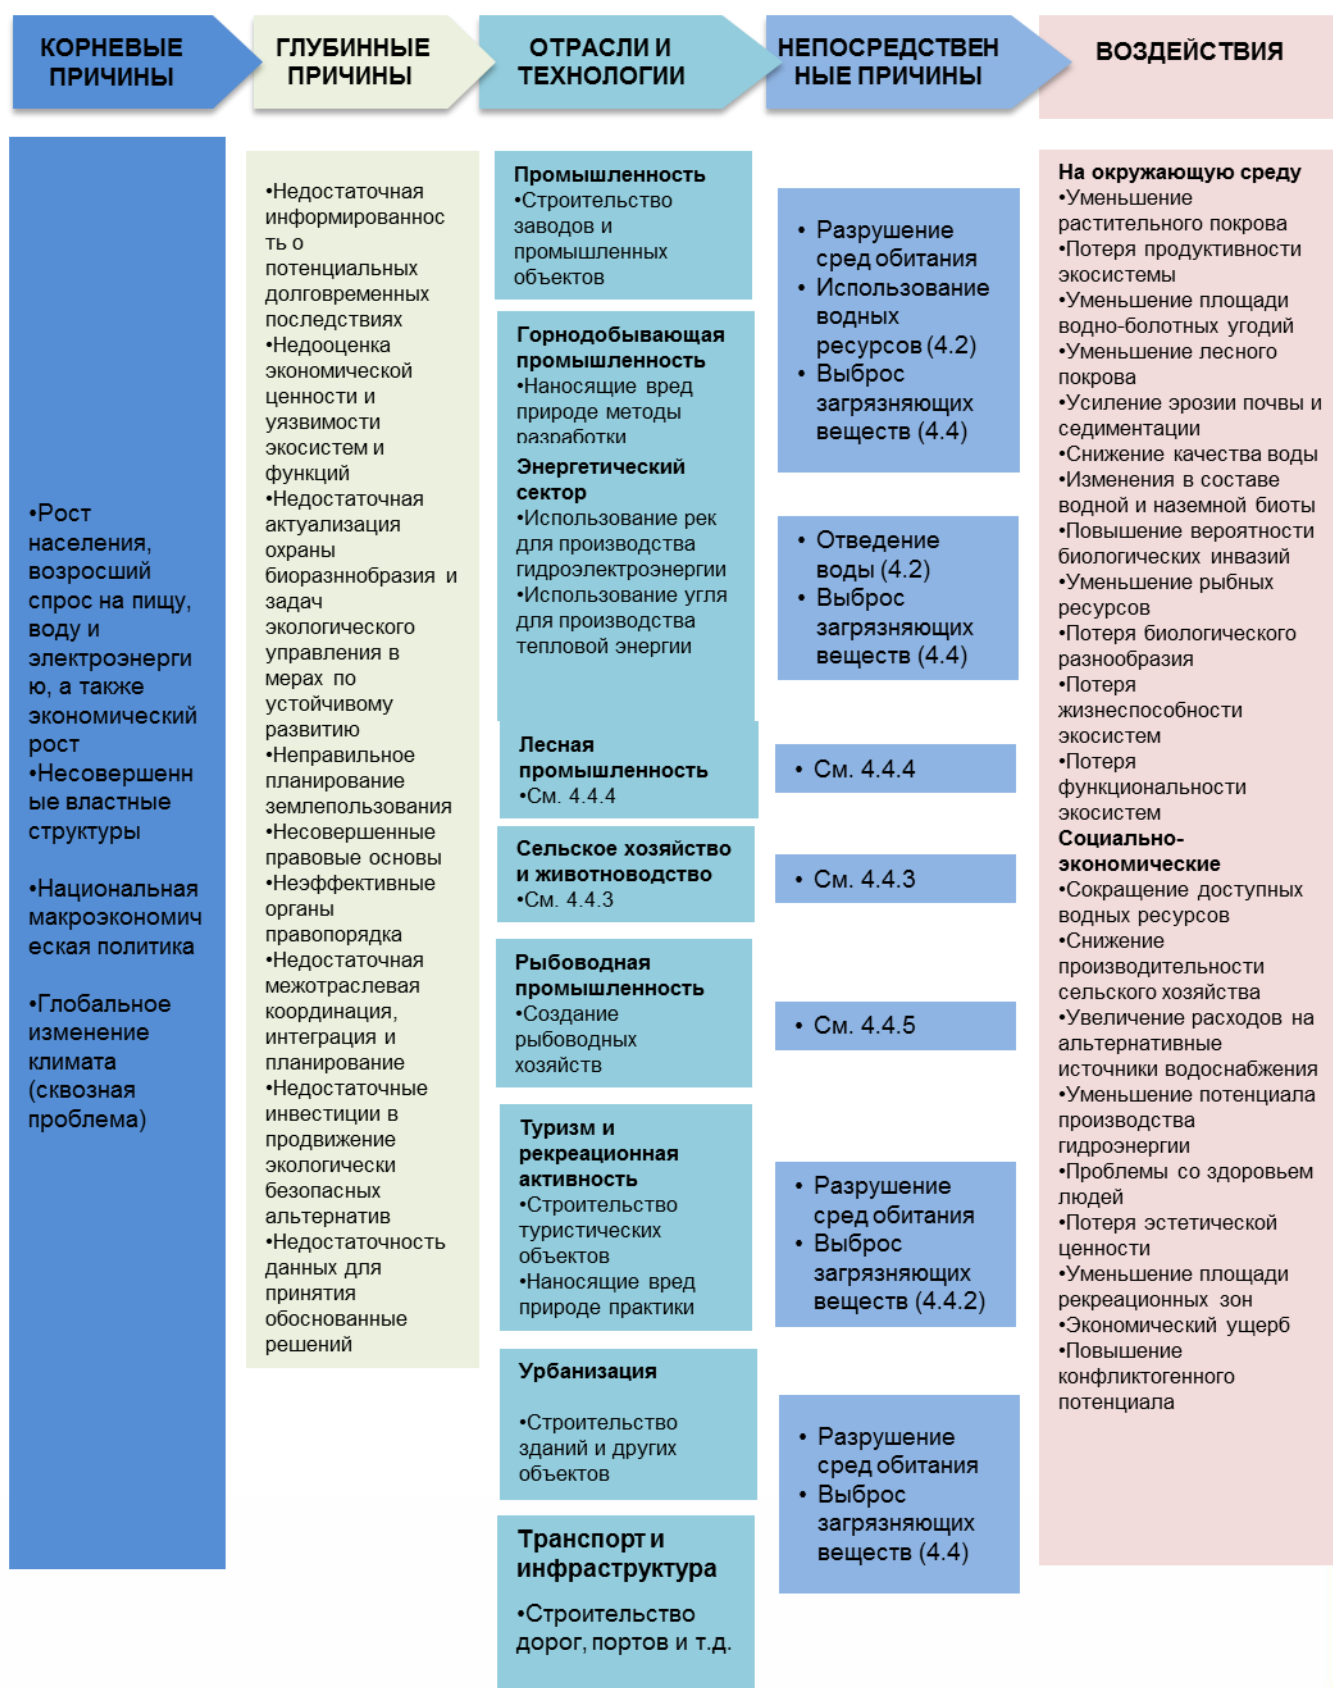 КОРНЕВЫЕ
ПРИЧИНЫ
ГЛУБИННЫЕ
ПРИЧИНЫ
ОТРАСЛИ И
ТЕХНОЛОГИИ
НЕПОСРЕДСТВЕН
НЫЕ ПРИЧИНЫ
ВОЗДЕЙСТВИЯ
•Рост
населения,
возросший
спрос на пищу,
воду и
электроэнерги
ю, а также
экономический
рост
•Несовершенн
ые властные
структуры
•Национальная
макроэкономич
еская политика
•Глобальное
изменение
климата
(сквозная
проблема)
•Недостаточная
информированнос
ть о
потенциальных
долговременных
последствиях
•Недооценка
экономической
ценности и
уязвимости
экосистем и
функций
•Недостаточная
актуализация
охраны
биоразннобразия и
задач
экологического
управления в
мерах по
устойчивому
развитию
•Неправильное
планирование
землепользования
•Несовершенные
правовые основы
•Неэффективные
органы
правопорядка
•Недостаточная
межотраслевая
координация,
интеграция и
планирование
•Недостаточные
инвестиции в
продвижение
экологически
безопасных
альтернатив
•Недостаточность
данных для
принятия
обоснованные
решений
Промышленность
•Строительство
заводов и
промышленных
объектов
Горнодобывающая
промышленность
•Наносящие вред
природе методы
разработки
Энергетический
сектор
•Использование рек
для производства
гидроэлектроэнергии
•Использование угля
для производства
тепловой энергии
Лесная
промышленность
•См. 4.4.4
Сельское хозяйство
и животноводство
•См. 4.4.3
Рыбоводная
промышленность
•Создание
рыбоводных
хозяйств
Туризм и
рекреационная
активность
•Строительство
туристических
объектов
•Наносящие вред
природе практики
Урбанизация
•Строительство
зданий и других
объектов
Транспорт и
инфраструктура
•Строительство
дорог, портов и т.д.
• Разрушение
сред обитания
• Использование
водных
ресурсов (4.2)
• Выброс
загрязняющих
веществ (4.4)
• Отведение
воды (4.2)
• Выброс
загрязняющих
веществ (4.4)
• См. 4.4.4
• См. 4.4.3
• См. 4.4.5
• Разрушение
сред обитания
• Выброс
загрязняющих
веществ (4.4.2)
• Разрушение
сред обитания
• Выброс
загрязняющих
веществ (4.4)
На окружающую среду
•Уменьшение
растительного покрова
•Потеря продуктивности
экосистемы
•Уменьшение площади
водно-болотных угодий
•Уменьшение лесного
покрова
•Усиление эрозии почвы и
седиментации
•Снижение качества воды
•Изменения в составе
водной и наземной биоты
•Повышение вероятности
биологических инвазий
•Уменьшение рыбных
ресурсов
•Потеря биологического
разнообразия
•Потеря
жизнеспособности
экосистем
•Потеря
функциональности
экосистем
Социально-
экономические
•Сокращение доступных
водных ресурсов
•Снижение
производительности
сельского хозяйства
•Увеличение расходов на
альтернативные
источники водоснабжения
•Уменьшение потенциала
производства
гидроэнергии
•Проблемы со здоровьем
людей
•Потеря эстетической
ценности
•Уменьшение площади
рекреационных зон
•Экономический ущерб
•Повышение
конфликтогенного
потенциала